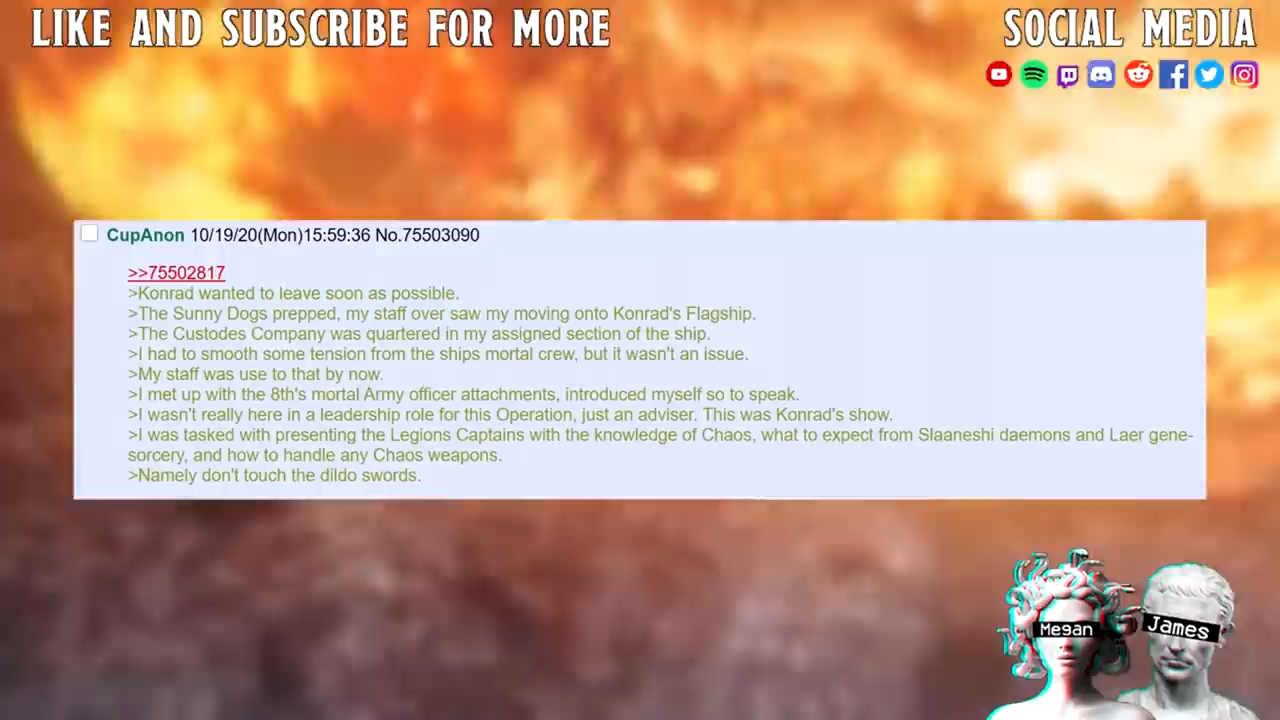 LIKE AND SUBSCRIBE FOR MORE
SOCIAL MEDIA
CupAnon 10/19/20(Mon)15:59:36 No.75503090
>>75502817
>Konrad wanted to leave soon as possible.
>The Sunny Dogs prepped, my staff over saw my moving onto Konrad's Flagship.
>The Custodes Company was quartered in my assigned section of the ship.
>I had to smooth some tension from the ships mortal crew, but it wasn't an issue.
>My staff was use to that by now.
>I met up with the 8th's mortal Army officer attachments, introduced myself so to speak.
>I wasn't really here in a leadership role for this Operation, just an adviser. This was Konrad's show.
>I was tasked with presenting the Legions Captains with the knowledge of Chaos, what to expect from Slaaneshi daemons and Laer gene-
sorcery, and how to handle any Chaos weapons.
>Namely don't touch the dildo swords.
Megan
James